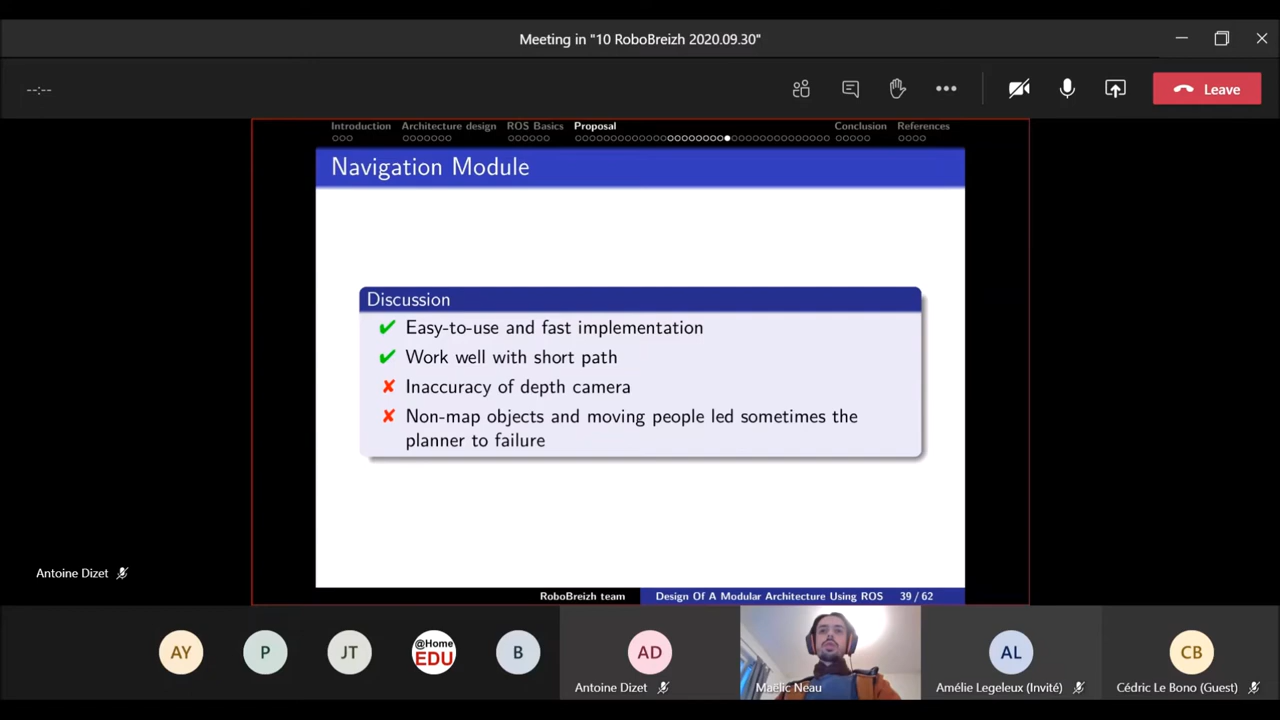 Meeting in "10 RoboBreizh 2020.09.30"
--:--
Leave
Introduction Architecture design ROS Basics Proposal Conclusion References
Navigation Module
Discussion
✔ Easy-to-use and fast implementation
✔ Work well with short path
✘ Inaccuracy of depth camera
✘ Non-map objects and moving people led sometimes the
planner to failure
Antoine Dizet
RoboBreizh team Design Of A Modular Architecture Using ROS 39 / 62
AY P JT @Home EDU B AD AL CB
Antoine Dizet Maëlic Neau Amélie Legeleux (Invité) Cédric Le Bono (Guest)